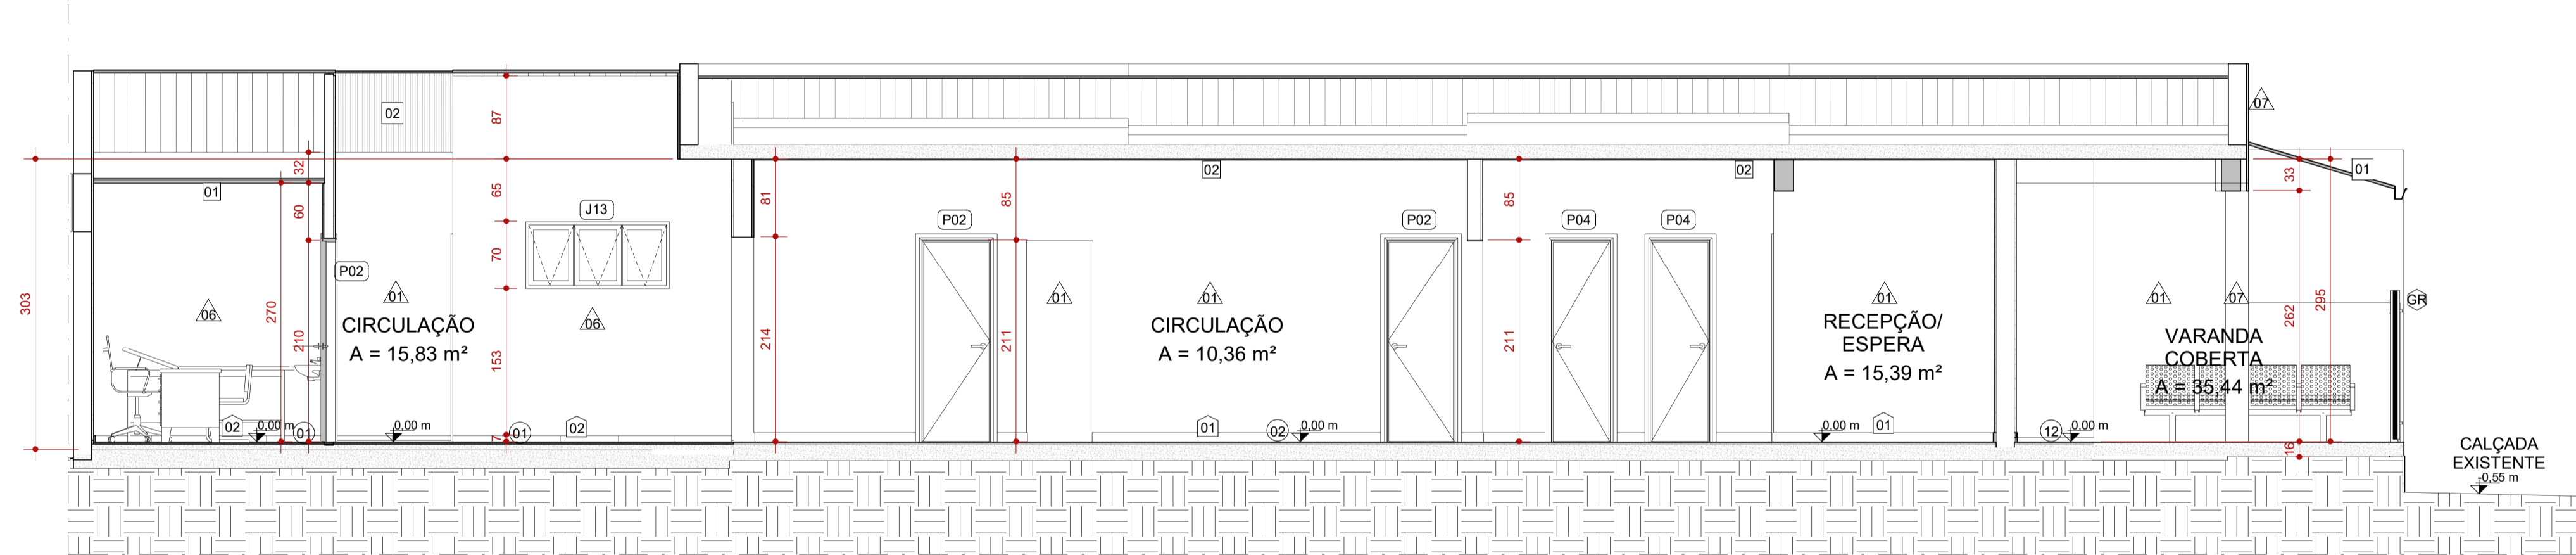 07
87
02
32
01
02
02
01
33
65
81
85
85
60
J13
P02
P02
P04
P04
P02
70
303
270
210
06
01
06
01
01
01
01
07
GR
153
214
211
211
262
295
CIRCULAÇÃO
A = 15,83 m²
CIRCULAÇÃO
A = 10,36 m²
RECEPÇÃO/
ESPERA
A = 15,39 m²
VARANDA
COBERTA
A = 35,44 m²
02
0,00 m
01
0,00 m
7
01
02
01
02
0,00 m
0,00 m
01
12
0,00 m
16
CALÇADA
EXISTENTE
-0,55 m